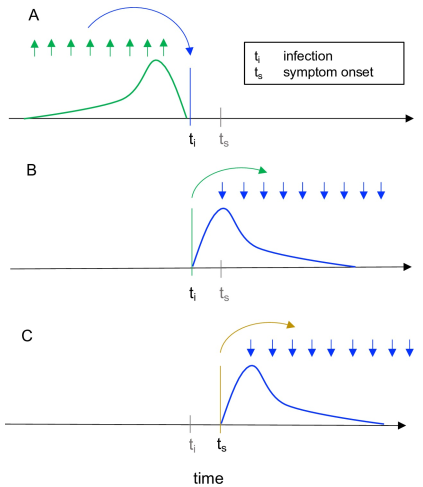 A
tᵢ infection
tₛ symptom onset
tᵢ tₛ
B
tᵢ tₛ
C
tᵢ tₛ
time